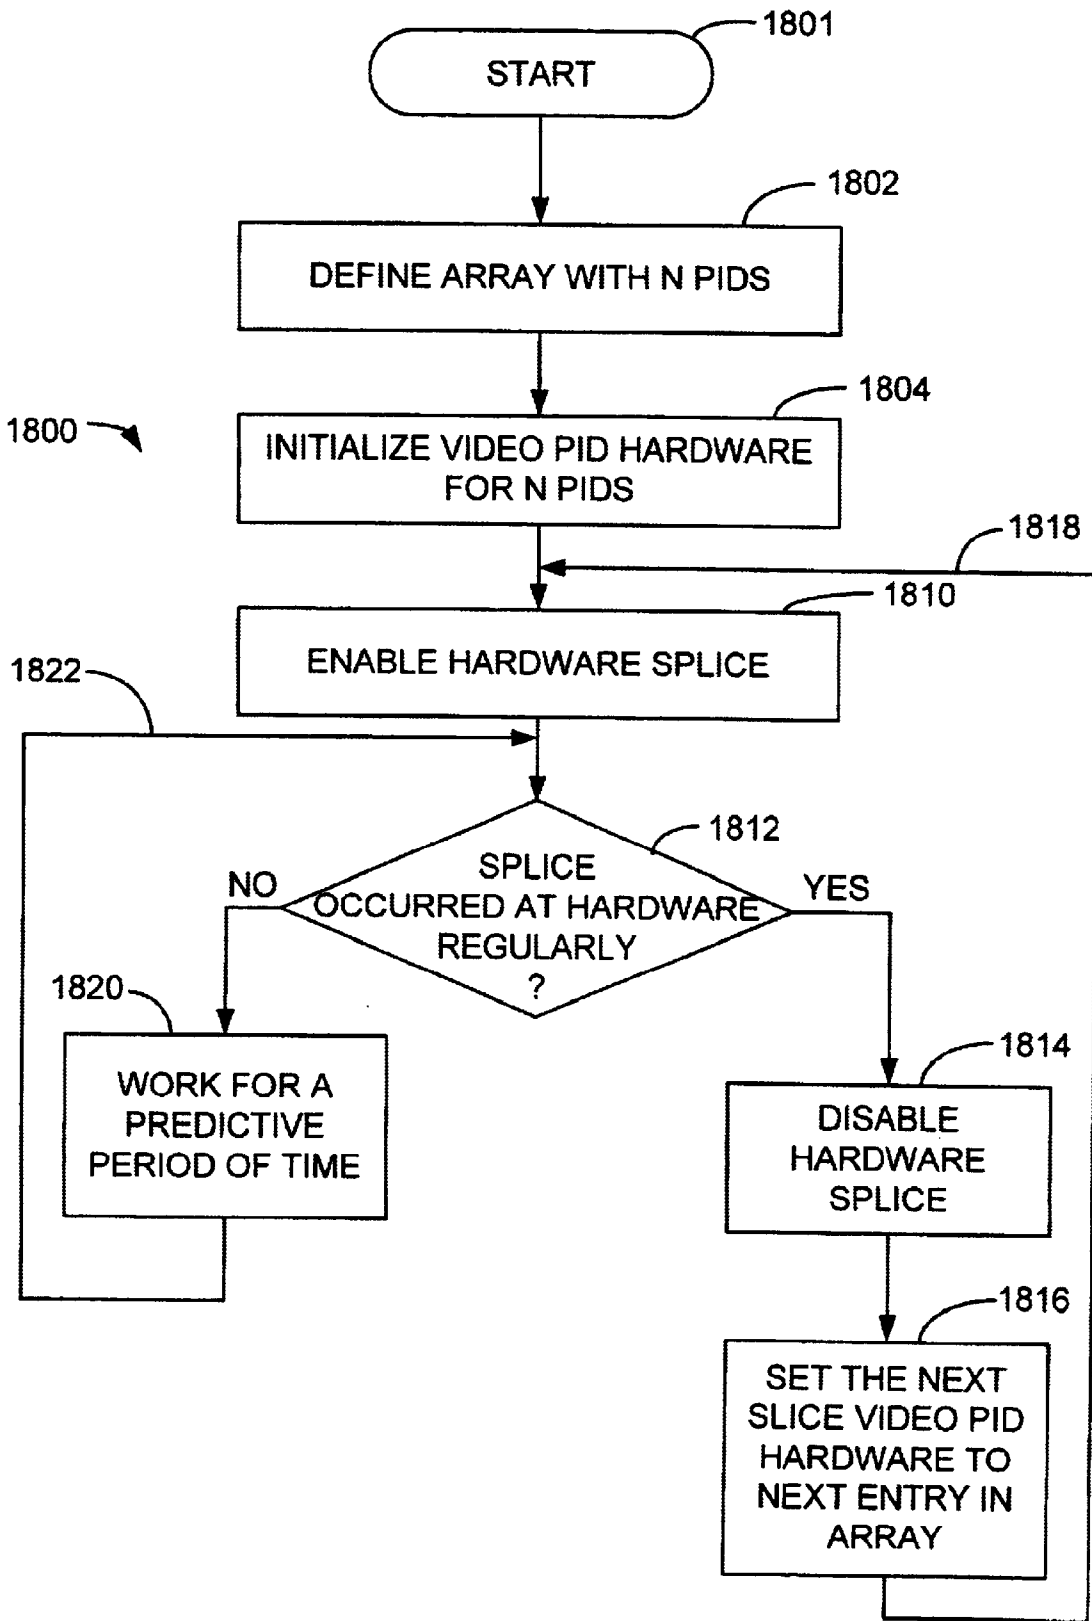 1801
START
1802
DEFINE ARRAY WITH N PIDS
1804
1800
INITIALIZE VIDEO PID HARDWARE
FOR N PIDS
1818
1810
ENABLE HARDWARE SPLICE
1822
1812
SPLICE
OCCURRED AT HARDWARE
REGULARLY
?
NO
YES
1820
WORK FOR A
PREDICTIVE
PERIOD OF TIME
1814
DISABLE
HARDWARE
SPLICE
1816
SET THE NEXT
SLICE VIDEO PID
HARDWARE TO
NEXT ENTRY IN
ARRAY